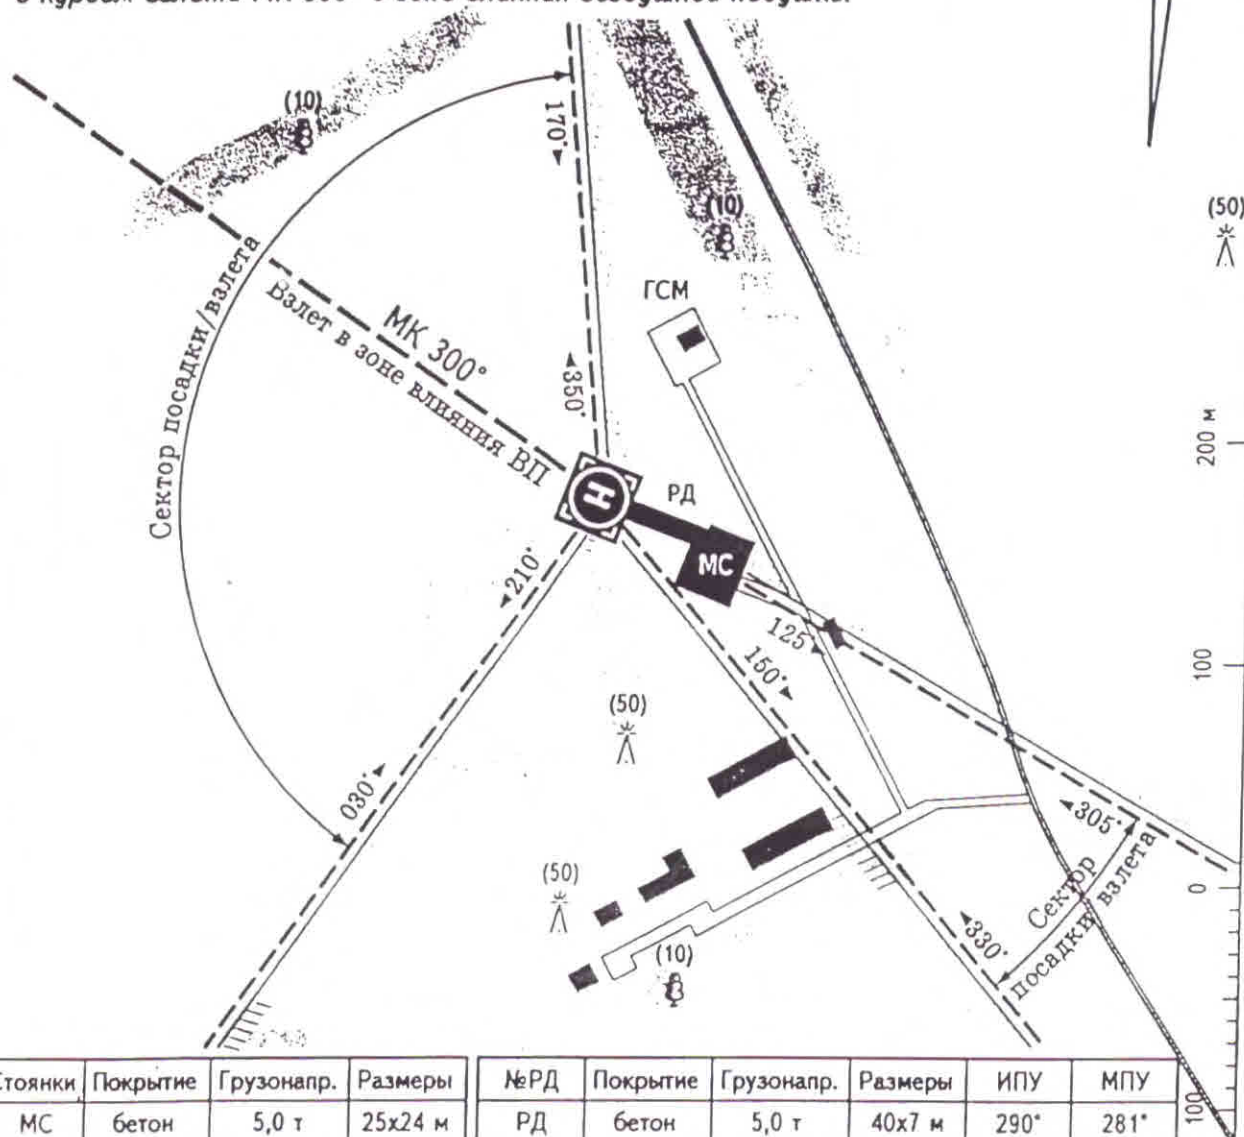 с курсом взлета МК 300° в зоне влияния воздушной подушки.
(10)
170°
(10)
(50)
ГСМ
Сектор посадки/взлета
МК 300°
Взлет в зоне влияния ВП
350°
200 м
H
РД
МС
210°
125°
150°
100
(50)
030°
305°
0
Сектор
посадки/взлета
(50)
330°
(10)
Стоянки Покрытие Грузонапр. Размеры №РД Покрытие Грузонапр. Размеры ИПУ МПУ
МС бетон 5,0 т 25х24 м РД бетон 5,0 т 40х7 м 290° 281°
100